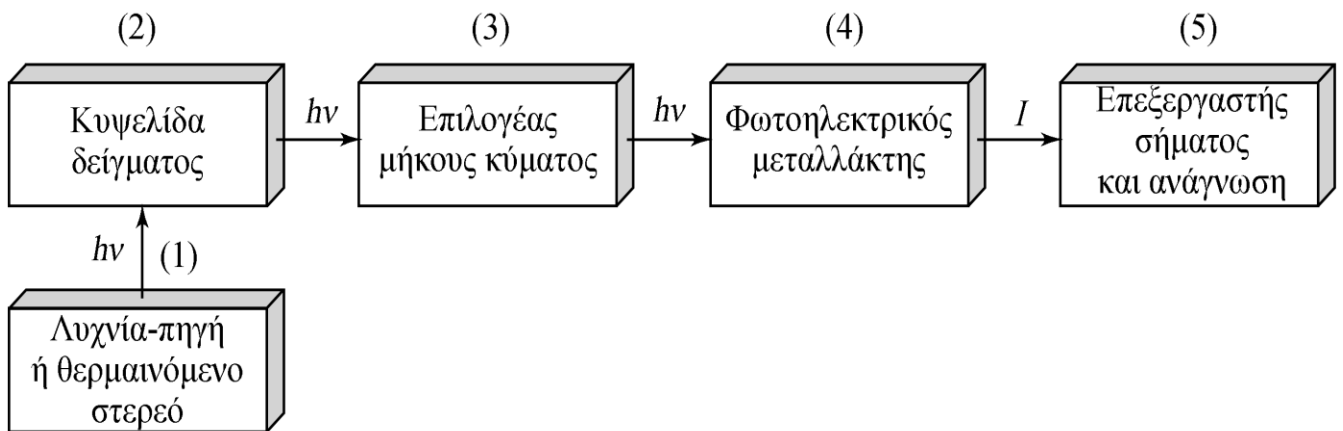 (2)
(3)
(4)
(5)
Κυψελίδα
δείγματος
hν
Επιλογέας
μήκους κύματος
hν
Φωτοηλεκτρικός
μεταλλάκτης
I
Επεξεργαστής
σήματος
και ανάγνωση
hν
(1)
Λυχνία-πηγή
ή θερμαινόμενο
στερεό